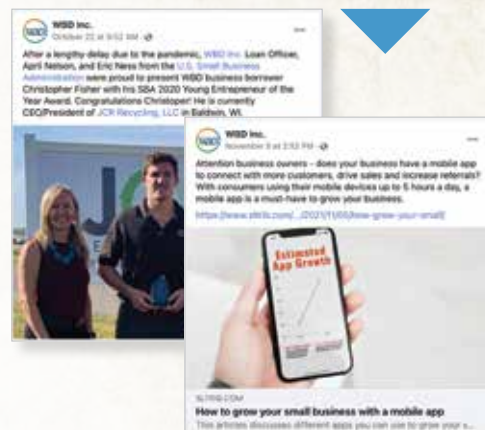 WBD Inc.
October 22 at 9:52 AM
After a lengthy delay due to the pandemic, WBD Inc. Loan Officer,
April Nelson, and Eric Ness from the U.S. Small Business
Administration were proud to present WBD business borrower
Christopher Fisher with his SBA 2020 Young Entrepreneur of the
Year Award. Congratulations Christoper! He is currently
CEO/President of JCR Recycling, LLC in Baldwin, WI.
WBD Inc.
November 9 at 2:52 PM
Attention business owners - does your business have a mobile app
to connect with more customers, drive sales and increase referrals?
With consumers using their mobile devices up to 5 hours a day, a
mobile app is a must-have to grow your business.
Estimated
App Growth
SLTRIB.COM
How to grow your small business with a mobile app
This articles discusses different apps you can use to grow your s...